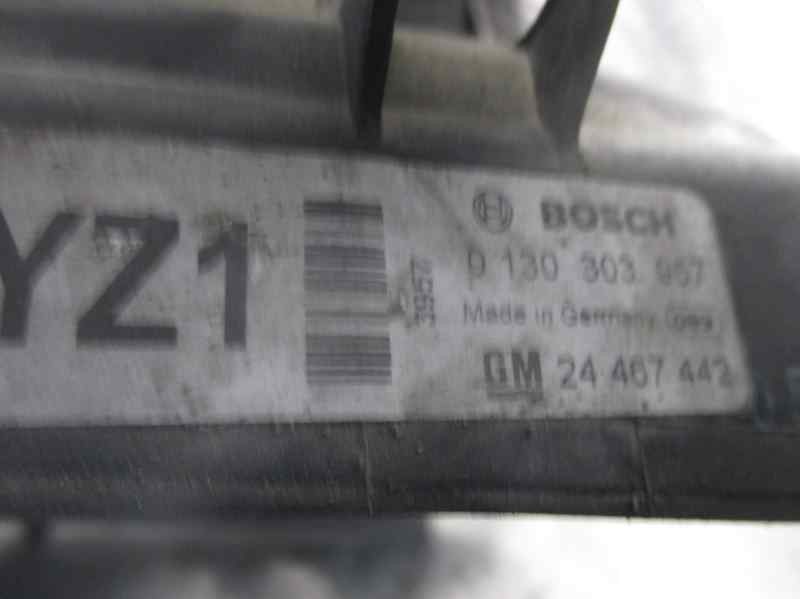 YZ1
BOSCH
0 130 303 957
Made in Germany
GM 24 467 442